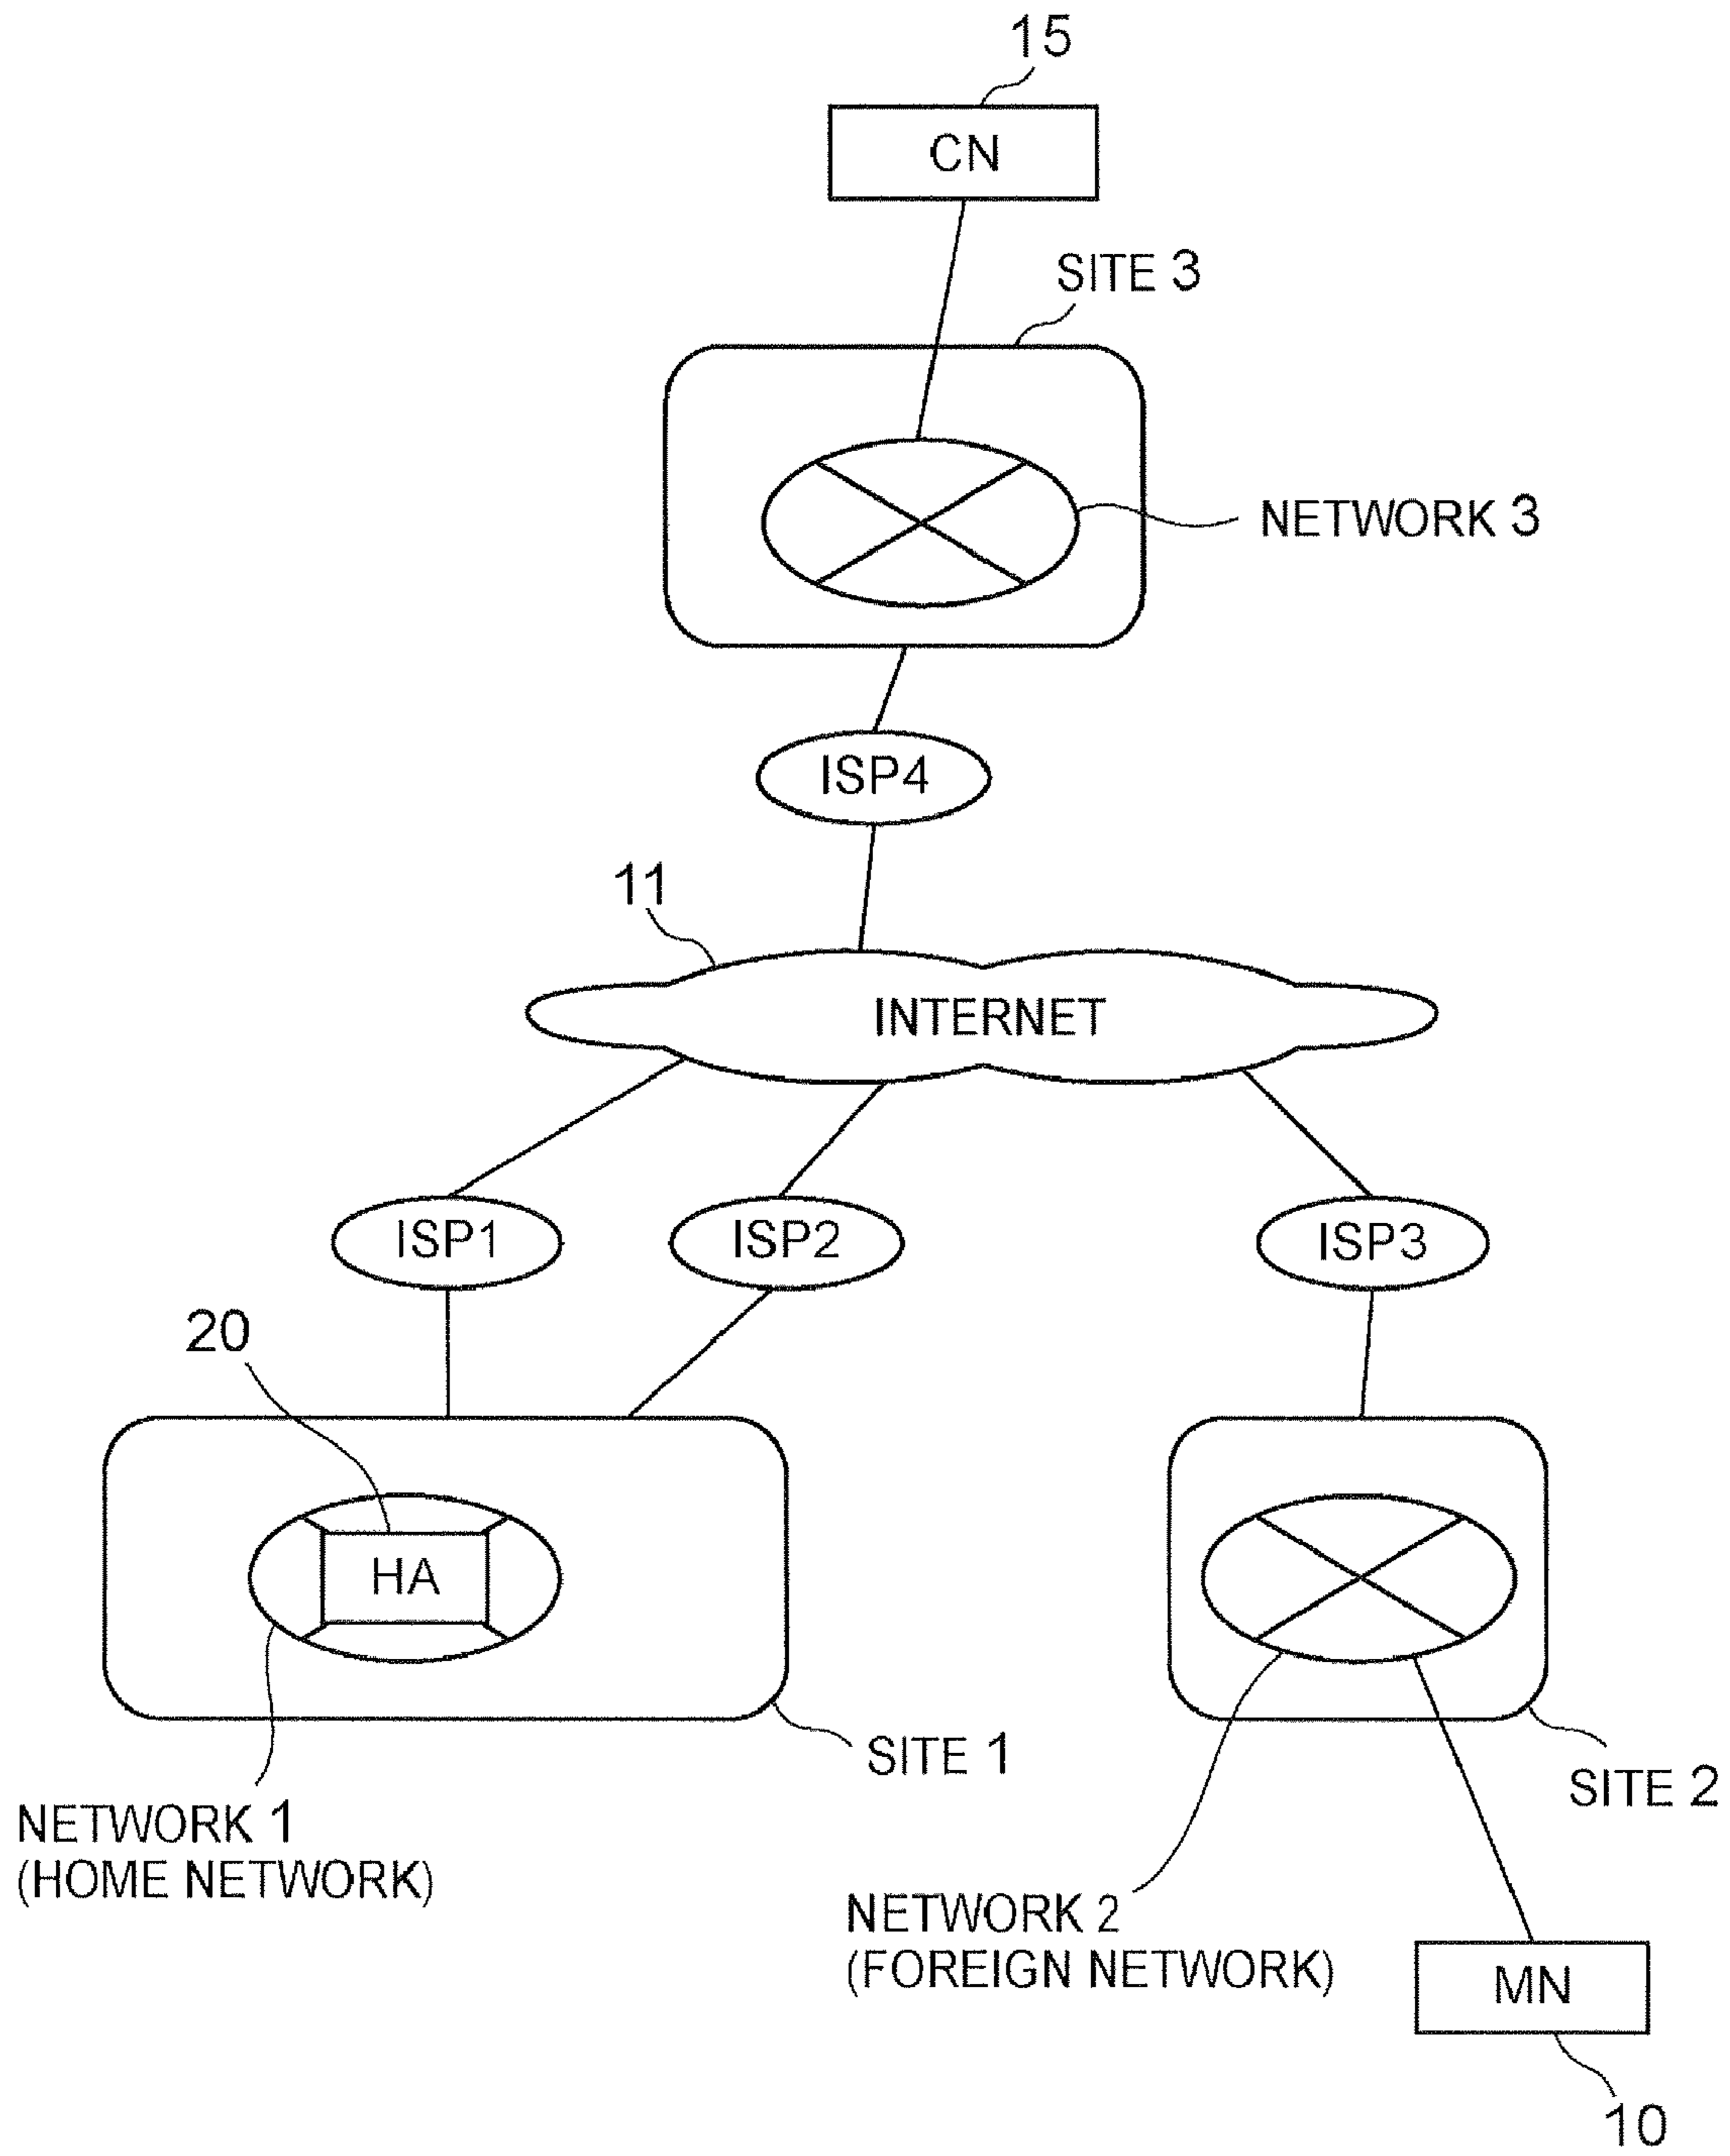 15
CN
SITE 3
NETWORK 3
ISP4
11
INTERNET
ISP1
ISP2
ISP3
20
HA
SITE 1
SITE 2
NETWORK 1
(HOME NETWORK)
NETWORK 2
(FOREIGN NETWORK)
MN
10